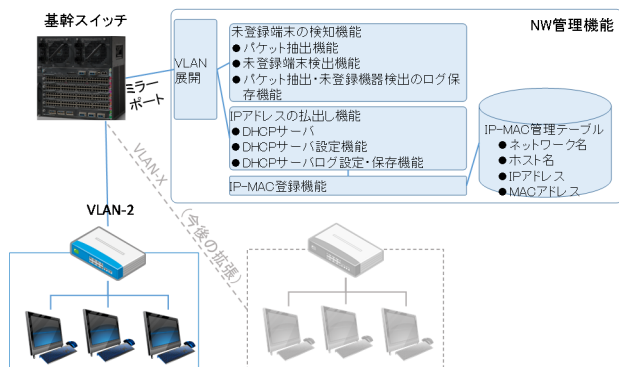 基幹スイッチ
ミラー
ポート
NW管理機能
VLAN
展開
未登録端末の検知機能
●パケット抽出機能
●未登録端末検出機能
●パケット抽出・未登録機器検出のログ保
存機能
IPアドレスの払出し機能
●DHCPサーバ
●DHCPサーバ設定機能
●DHCPサーバログ設定・保存機能
IP-MAC登録機能
IP-MAC管理テーブル
●ネットワーク名
●ホスト名
●IPアドレス
●MACアドレス
VLAN-2
VLAN-X
(今後の拡張)